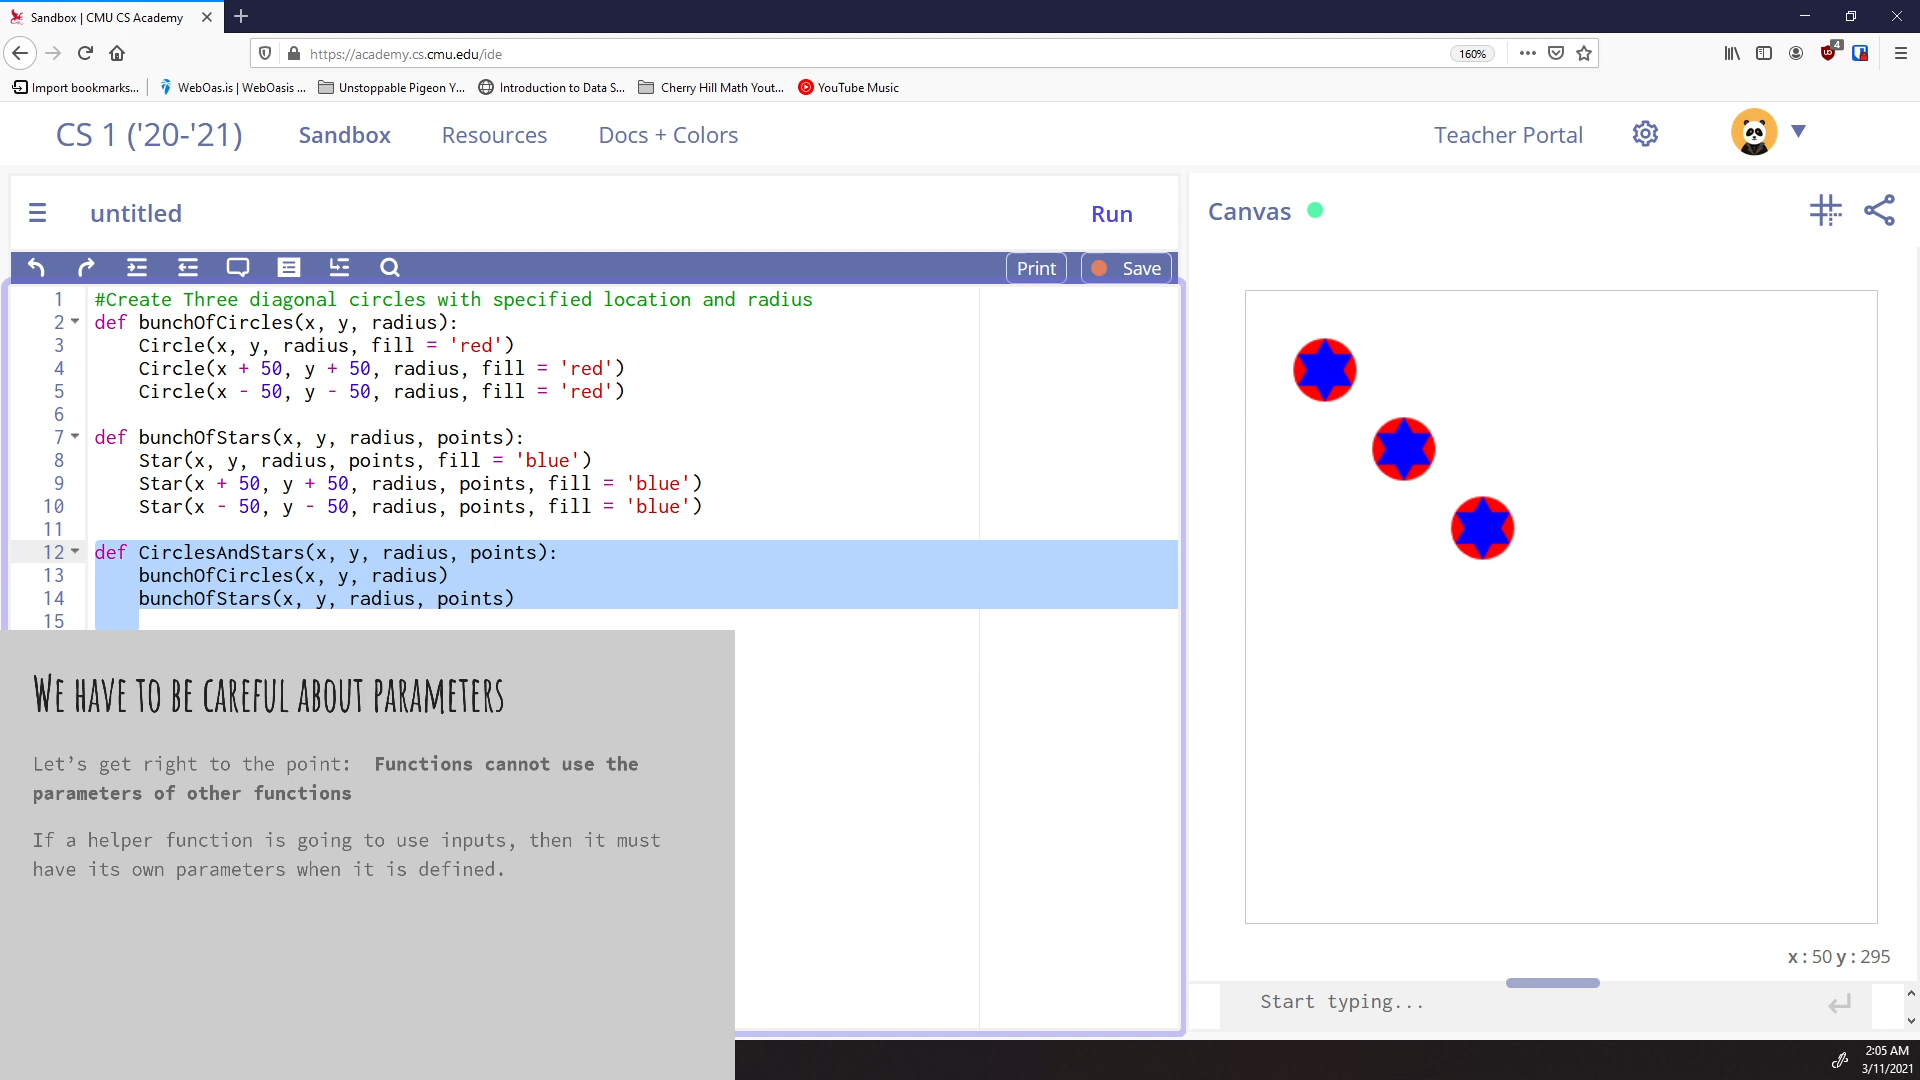 Sandbox | CMU CS Academy
https://academy.cs.cmu.edu/ide
160%
4
Import bookmarks...
WebOas.is | WebOasis ...
Unstoppable Pigeon Y...
Introduction to Data S...
Cherry Hill Math Yout...
YouTube Music
CS 1 ('20-'21)
Sandbox
Resources
Docs + Colors
Teacher Portal
untitled
Run
Canvas
Print
Save
1 #Create Three diagonal circles with specified location and radius
2 def bunchOfCircles(x, y, radius):
3 Circle(x, y, radius, fill = 'red')
4 Circle(x + 50, y + 50, radius, fill = 'red')
5 Circle(x - 50, y - 50, radius, fill = 'red')
6
7 def bunchOfStars(x, y, radius, points):
8 Star(x, y, radius, points, fill = 'blue')
9 Star(x + 50, y + 50, radius, points, fill = 'blue')
10 Star(x - 50, y - 50, radius, points, fill = 'blue')
11
12 def CirclesAndStars(x, y, radius, points):
13 bunchOfCircles(x, y, radius)
14 bunchOfStars(x, y, radius, points)
15
We have to be careful about parameters
Let's get right to the point: Functions cannot use the
parameters of other functions
If a helper function is going to use inputs, then it must
have its own parameters when it is defined.
x: 50 y: 295
Start typing...
2:05 AM
3/11/2021